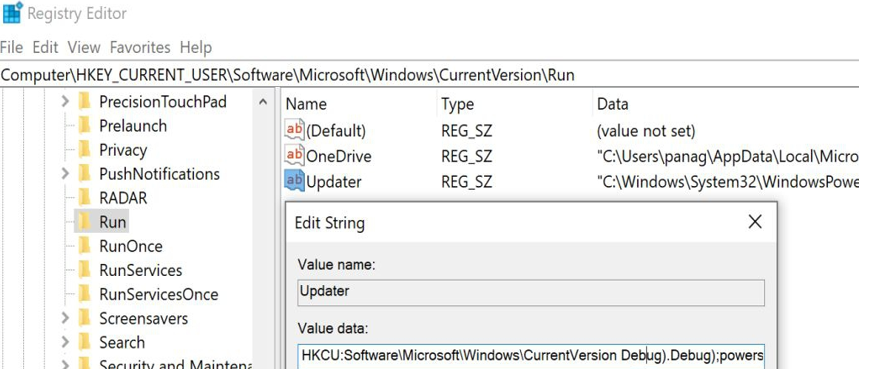 Registry Editor
File Edit View Favorites Help
Computer\HKEY_CURRENT_USER\Software\Microsoft\Windows\CurrentVersion\Run
PrecisionTouchPad
Prelaunch
Privacy
PushNotifications
RADAR
Run
RunOnce
RunServices
RunServicesOnce
Screensavers
Search
Security and Maintena
Name Type Data
(Default) REG_SZ (value not set)
OneDrive REG_SZ "C:\Users\panag\AppData\Local\Micro
Updater REG_SZ "C:\Windows\System32\WindowsPowe
Edit String
Value name:
Updater
Value data:
HKCU:Software\Microsoft\Windows\CurrentVersion Debug).Debug);powers